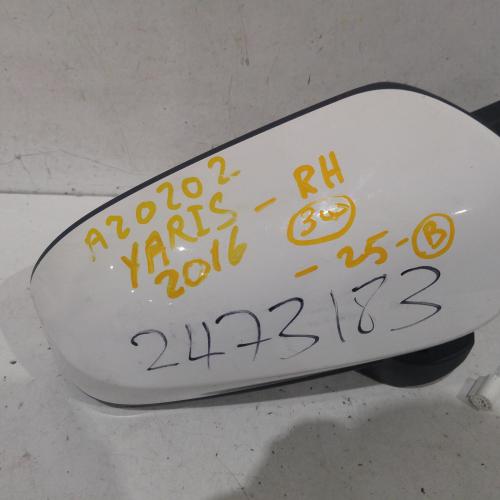 A20202
YARIS - RH
2016 3W
- 25 - B
2473183